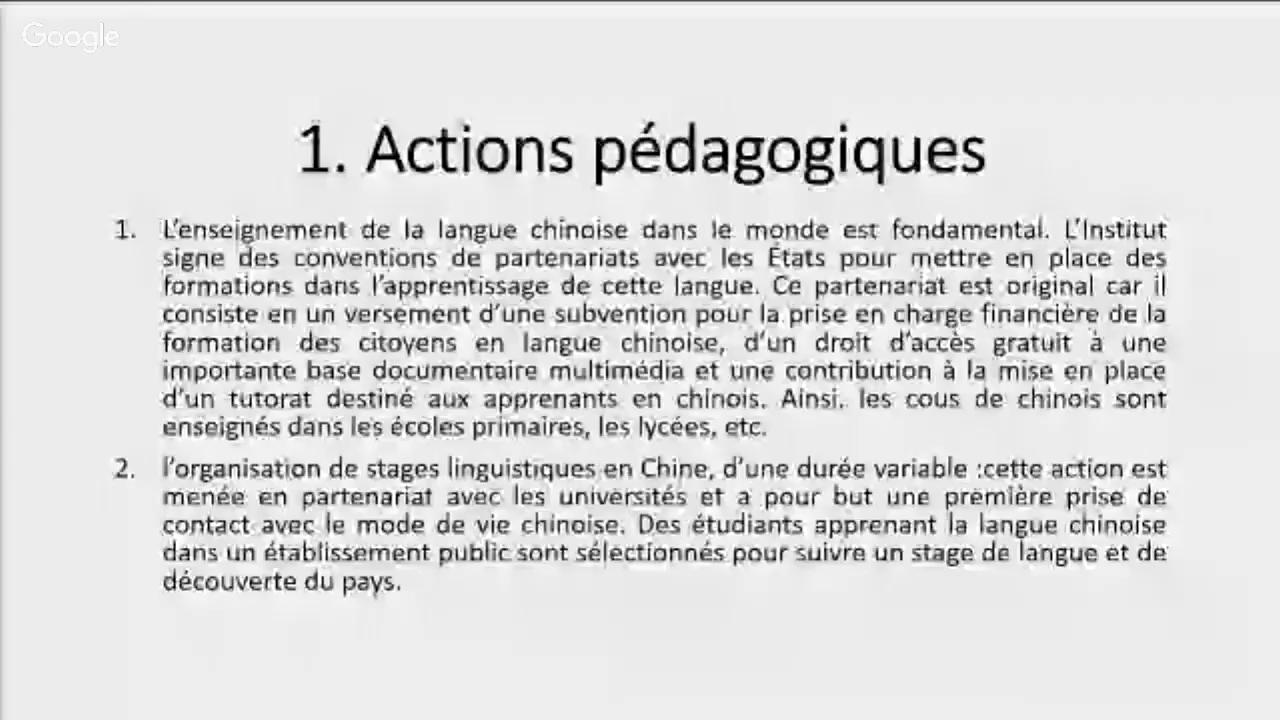 Google
1. Actions pédagogiques
1. L'enseignement de la langue chinoise dans le monde est fondamental. L'Institut
signe des conventions de partenariats avec les États pour mettre en place des
formations dans l'apprentissage de cette langue. Ce partenariat est original car il
consiste en un versement d'une subvention pour la prise en charge financière de la
formation des citoyens en langue chinoise, d'un droit d'accès gratuit à une
importante base documentaire multimédia et une contribution à la mise en place
d'un tutorat destiné aux apprenants en chinois. Ainsi, les cous de chinois sont
enseignés dans les écoles primaires, les lycées, etc.
2. l'organisation de stages linguistiques en Chine, d'une durée variable :cette action est
menée en partenariat avec les universités et a pour but une première prise de
contact avec le mode de vie chinoise. Des étudiants apprenant la langue chinoise
dans un établissement public sont sélectionnés pour suivre un stage de langue et de
découverte du pays.